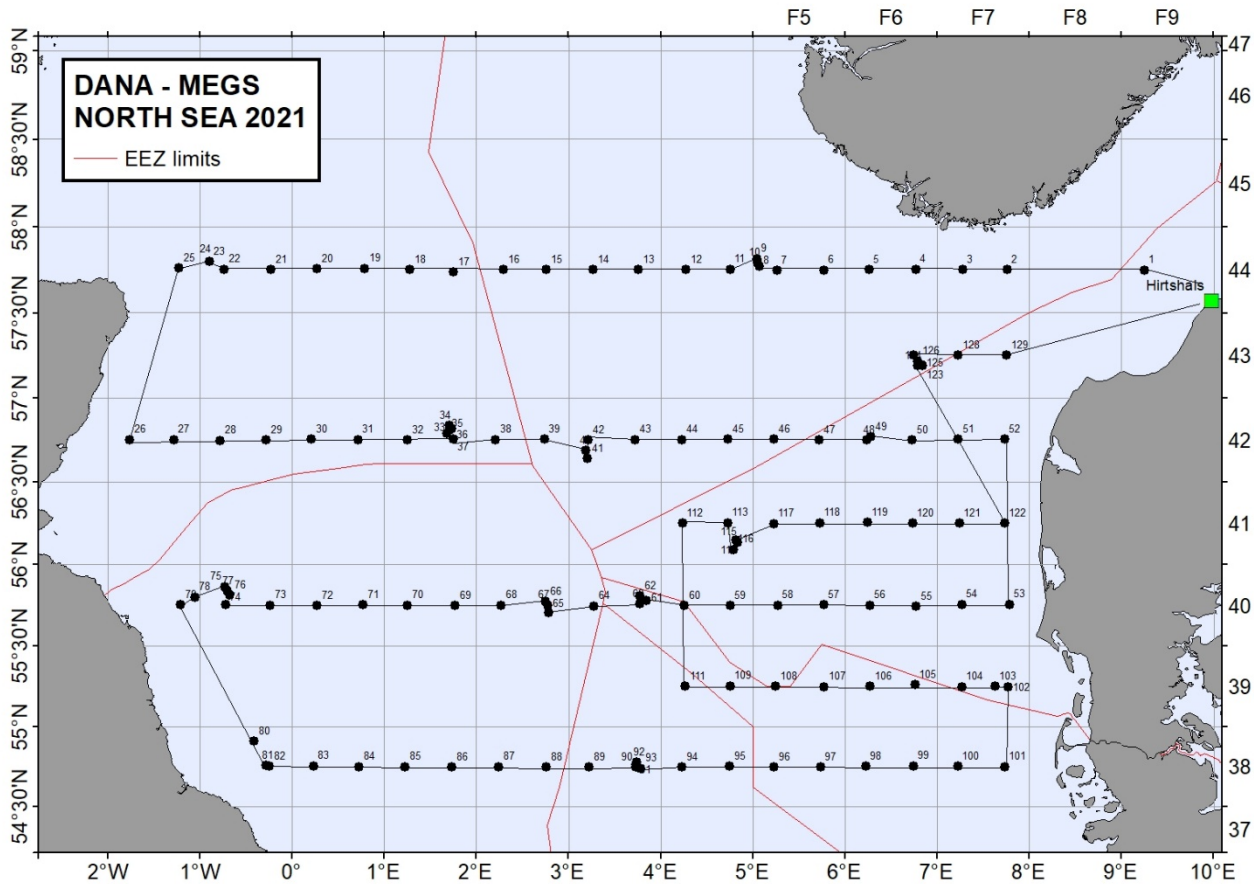 F5 F6 F7 F8 F9
59°N 47
DANA - MEGS
NORTH SEA 2021
EEZ limits
46
58°30'N
45
58°N
25 24 23 22 21 20 19 18 17 16 15 14 13 12 11 10 9 8 7 6 5 4 3 2 1 44
Hirtshals
57°30'N
126 125 123 128 129 43
57°N
26 27 28 29 30 31 32 33 34 35 36 37 38 39 41 42 43 44 45 46 47 48 49 50 51 52 42
56°30'N
112 113 115 116 117 118 119 120 121 122 41
56°N
78 75 77 76 74 73 72 71 70 69 68 67 66 65 64 62 61 60 59 58 57 56 55 54 53 40
55°30'N
111 109 108 107 106 105 104 103 102 39
55°N
80
81 82 83 84 85 86 87 88 89 90 92 93 94 95 96 97 98 99 100 101 38
54°30'N
37
2°W 1°W 0° 1°E 2°E 3°E 4°E 5°E 6°E 7°E 8°E 9°E 10°E